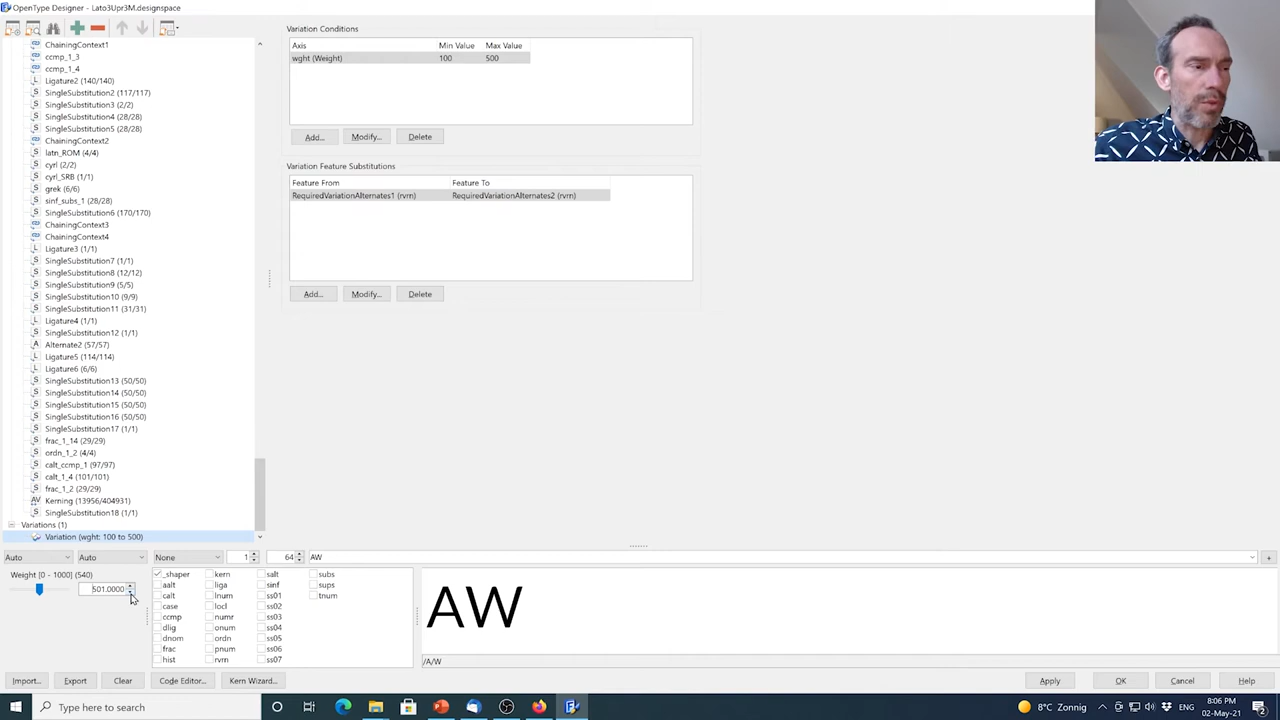 OpenType Designer - Lato3Upr3M.designspace
ChainingContext1
ccmp_1_3
ccmp_1_4
Ligature2 (140/140)
SingleSubstitution2 (117/117)
SingleSubstitution3 (2/2)
SingleSubstitution4 (28/28)
SingleSubstitution5 (28/28)
ChainingContext2
latn_ROM (4/4)
cyrl (2/2)
cyrl_SRB (1/1)
grek (6/6)
sinf_subs_1 (28/28)
SingleSubstitution6 (170/170)
ChainingContext3
ChainingContext4
Ligature3 (1/1)
SingleSubstitution7 (1/1)
SingleSubstitution8 (12/12)
SingleSubstitution9 (5/5)
SingleSubstitution10 (9/9)
SingleSubstitution11 (31/31)
Ligature4 (1/1)
SingleSubstitution12 (1/1)
Alternate2 (57/57)
Ligature5 (114/114)
Ligature6 (6/6)
SingleSubstitution13 (50/50)
SingleSubstitution14 (50/50)
SingleSubstitution15 (50/50)
SingleSubstitution16 (50/50)
SingleSubstitution17 (1/1)
frac_1_14 (29/29)
ordn_1_2 (4/4)
calt_ccmp_1 (97/97)
calt_1_4 (101/101)
frac_1_2 (29/29)
Kerning (13956/404931)
SingleSubstitution18 (1/1)
Variations (1)
Variation (wght: 100 to 500)
Variation Conditions
Axis Min Value Max Value
wght (Weight) 100 500
Add... Modify... Delete
Variation Feature Substitutions
Feature From Feature To
RequiredVariationAlternates1 (rvrn) RequiredVariationAlternates2 (rvrn)
Add... Modify... Delete
Auto Auto None 1 64 AW
Weight [0 - 1000] (540)
501.0000
_shaper kern salt subs
aalt liga sinf sups
calt lnum ss01 tnum
case locl ss02
ccmp numr ss03
dlig onum ss04
dnom ordn ss05
frac pnum ss06
hist rvrn ss07
AW
/A/W
Import... Export Clear Code Editor... Kern Wizard... Apply OK Cancel Help
Type here to search
8°C Zonnig
8:06 PM
02-May-21